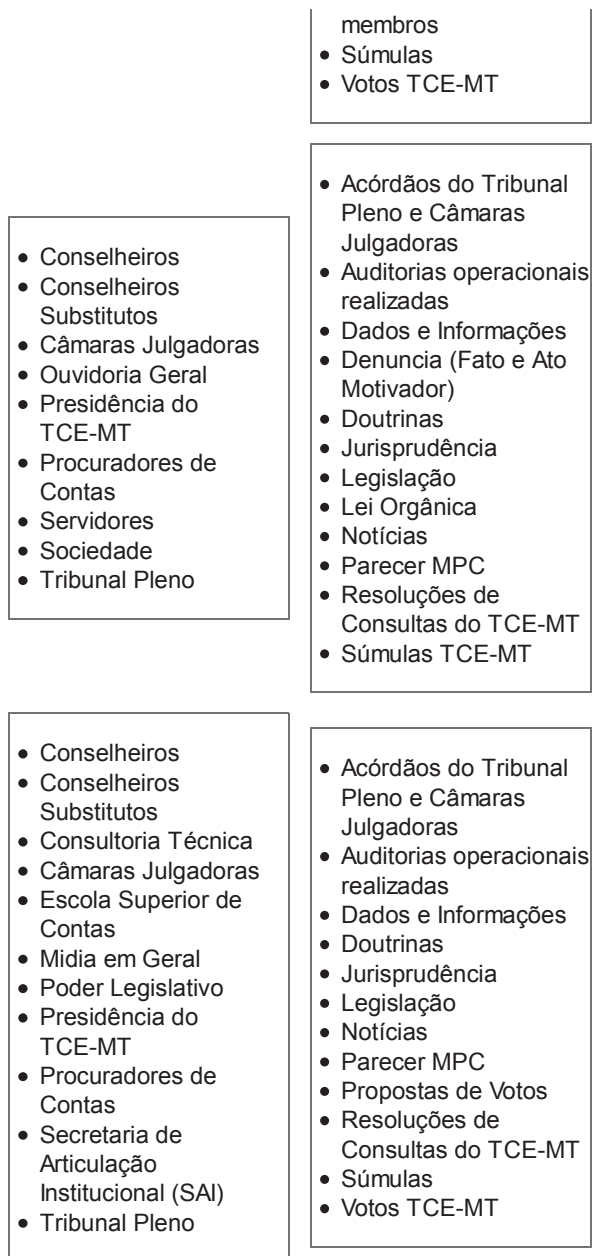 membros
• Súmulas
• Votos TCE-MT
• Conselheiros
• Conselheiros
Substitutos
• Câmaras Julgadoras
• Ouvidoria Geral
• Presidência do
TCE-MT
• Procuradores de
Contas
• Servidores
• Sociedade
• Tribunal Pleno
• Acórdãos do Tribunal
Pleno e Câmaras
Julgadoras
• Auditorias operacionais
realizadas
• Dados e Informações
• Denuncia (Fato e Ato
Motivador)
• Doutrinas
• Jurisprudência
• Legislação
• Lei Orgânica
• Notícias
• Parecer MPC
• Resoluções de
Consultas do TCE-MT
• Súmulas TCE-MT
• Conselheiros
• Conselheiros
Substitutos
• Consultoria Técnica
• Câmaras Julgadoras
• Escola Superior de
Contas
• Midia em Geral
• Poder Legislativo
• Presidência do
TCE-MT
• Procuradores de
Contas
• Secretaria de
Articulação
Institucional (SAI)
• Tribunal Pleno
• Acórdãos do Tribunal
Pleno e Câmaras
Julgadoras
• Auditorias operacionais
realizadas
• Dados e Informações
• Doutrinas
• Jurisprudência
• Legislação
• Notícias
• Parecer MPC
• Propostas de Votos
• Resoluções de
Consultas do TCE-MT
• Súmulas
• Votos TCE-MT